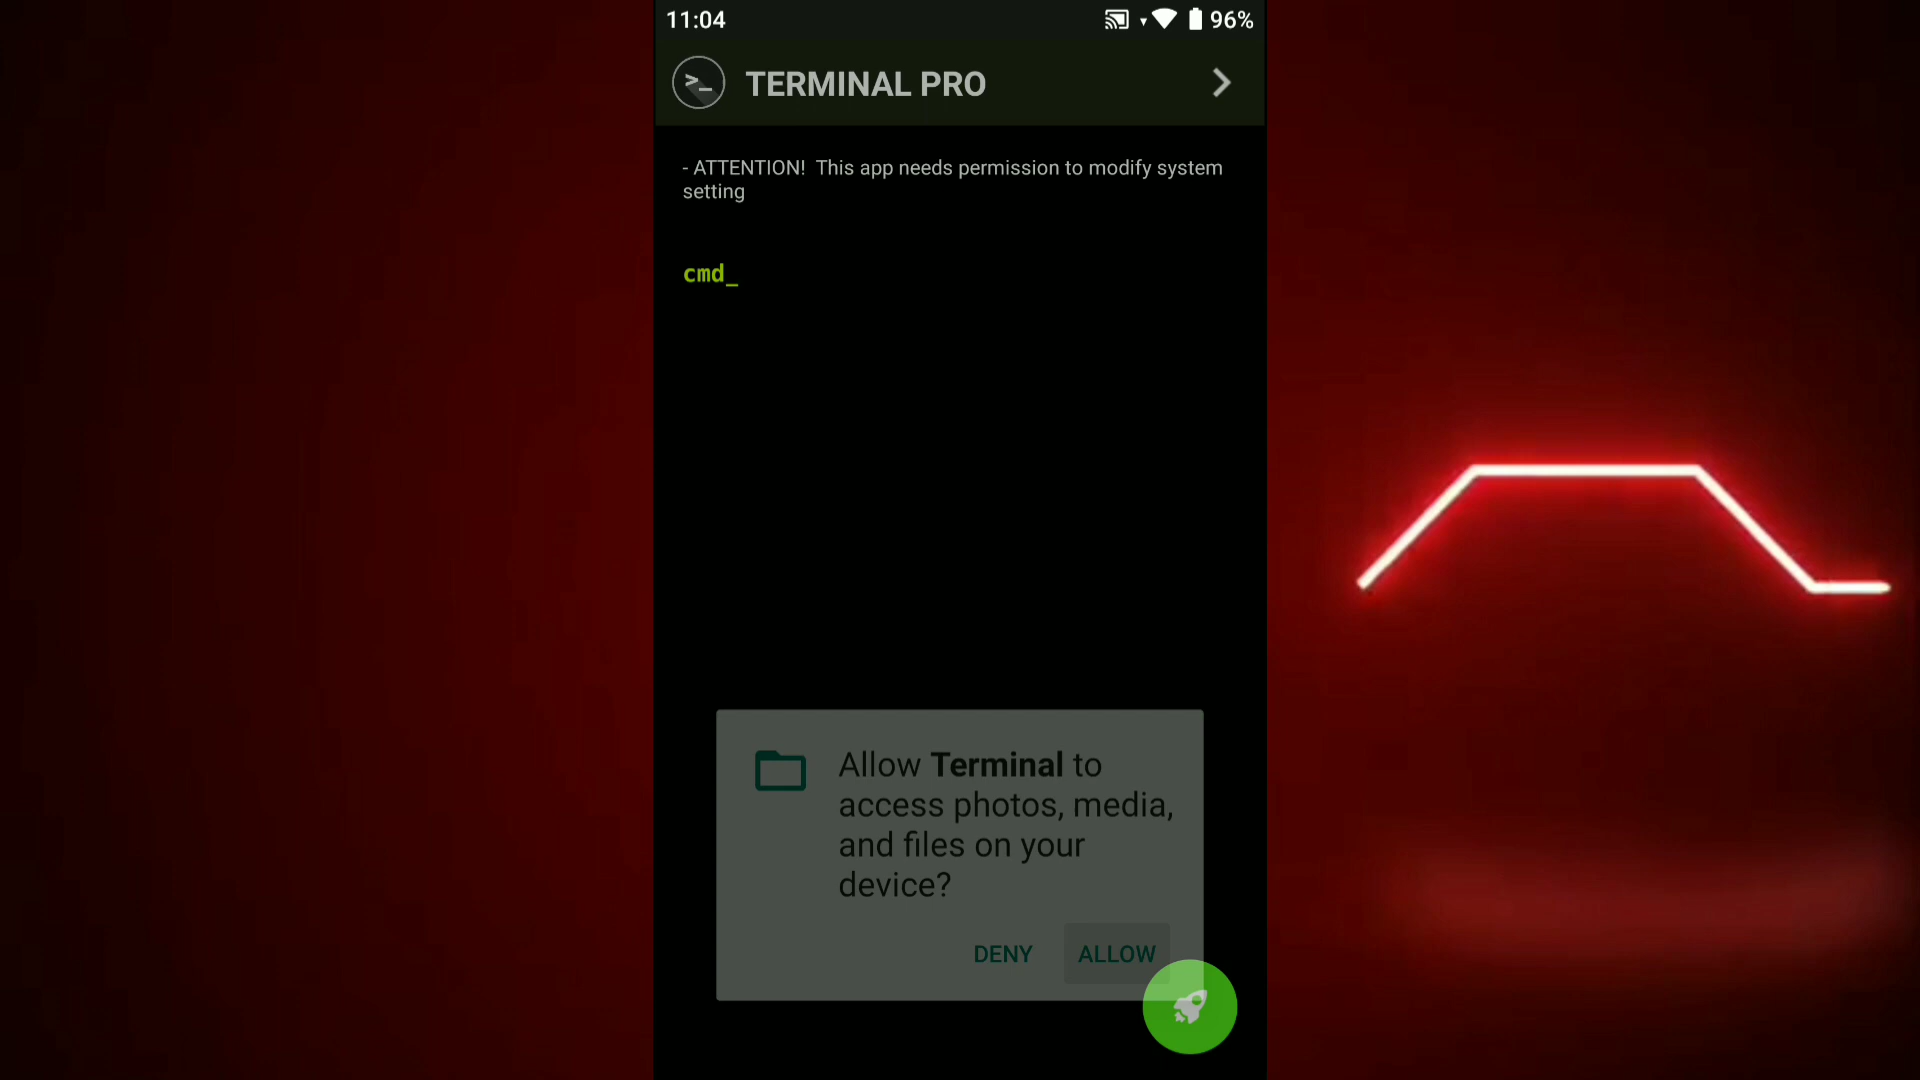 11:04
96%
>_
TERMINAL PRO
- ATTENTION!  This app needs permission to modify system
setting
cmd_
Allow Terminal to
access photos, media,
and files on your
device?
DENY
ALLOW